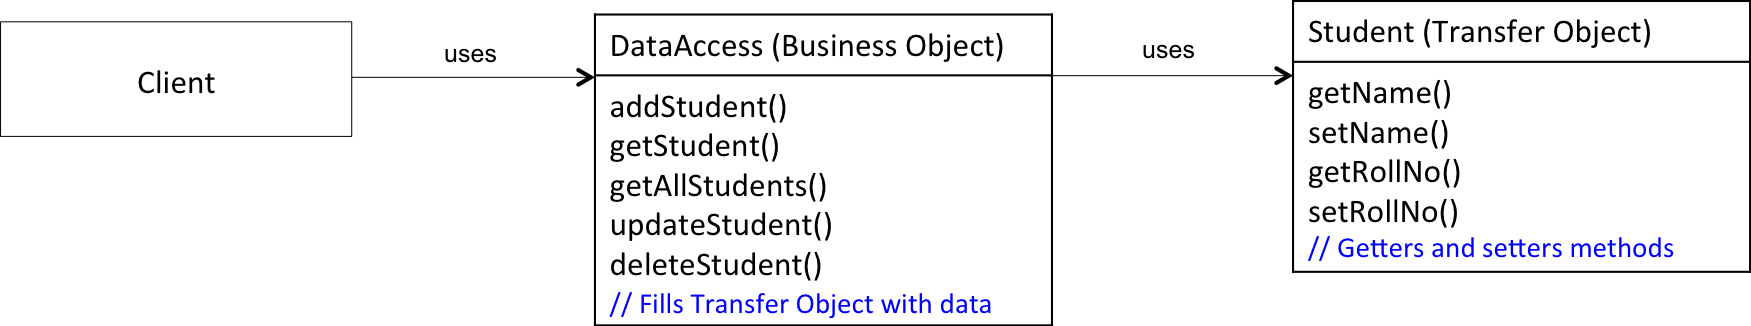 Client
uses
DataAccess (Business Object)
addStudent()
getStudent()
getAllStudents()
updateStudent()
deleteStudent()
// Fills Transfer Object with data
uses
Student (Transfer Object)
getName()
setName()
getRollNo()
setRollNo()
// Getters and setters methods